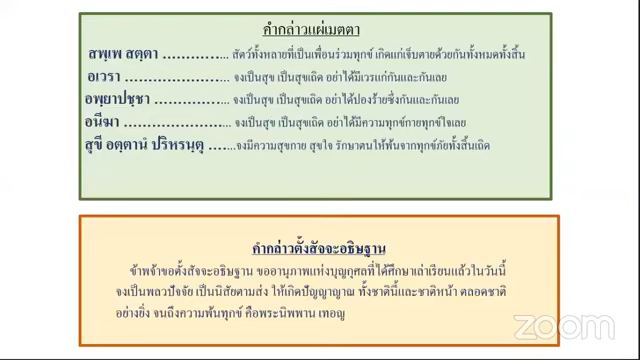 คำกล่าวแผ่เมตตา
สพฺเพ สตฺตา ............... สัตว์ทั้งหลายที่เป็นเพื่อนร่วมทุกข์ เกิดแก่เจ็บตายด้วยกันทั้งหมดทั้งสิ้น
อเวรา ........................ จงเป็นสุข เป็นสุขเถิด อย่าได้มีเวรแก่กันและกันเลย
อพฺยาปชฺชา ................ จงเป็นสุข เป็นสุขเถิด อย่าได้ปองร้ายซึ่งกันและกันเลย
อนีฆา ........................ จงเป็นสุข เป็นสุขเถิด อย่าได้มีความทุกข์กายทุกข์ใจเลย
สุขี อตฺตานํ ปริหรนฺตุ .......จงมีความสุขกาย สุขใจ รักษาตนให้พ้นจากทุกข์ภัยทั้งสิ้นเถิด
คำกล่าวตั้งสัจจะอธิษฐาน
ข้าพเจ้าขอตั้งสัจจะอธิษฐาน ขออานุภาพแห่งบุญกุศลที่ได้ศึกษาเล่าเรียนแล้วในวันนี้
จงเป็นพลวปัจจัย เป็นนิสัยตามส่ง ให้เกิดปัญญาญาณ ทั้งชาตินี้และชาติหน้า ตลอดชาติ
อย่างยิ่ง จนถึงความพ้นทุกข์ คือพระนิพพาน เทอญ
zoom